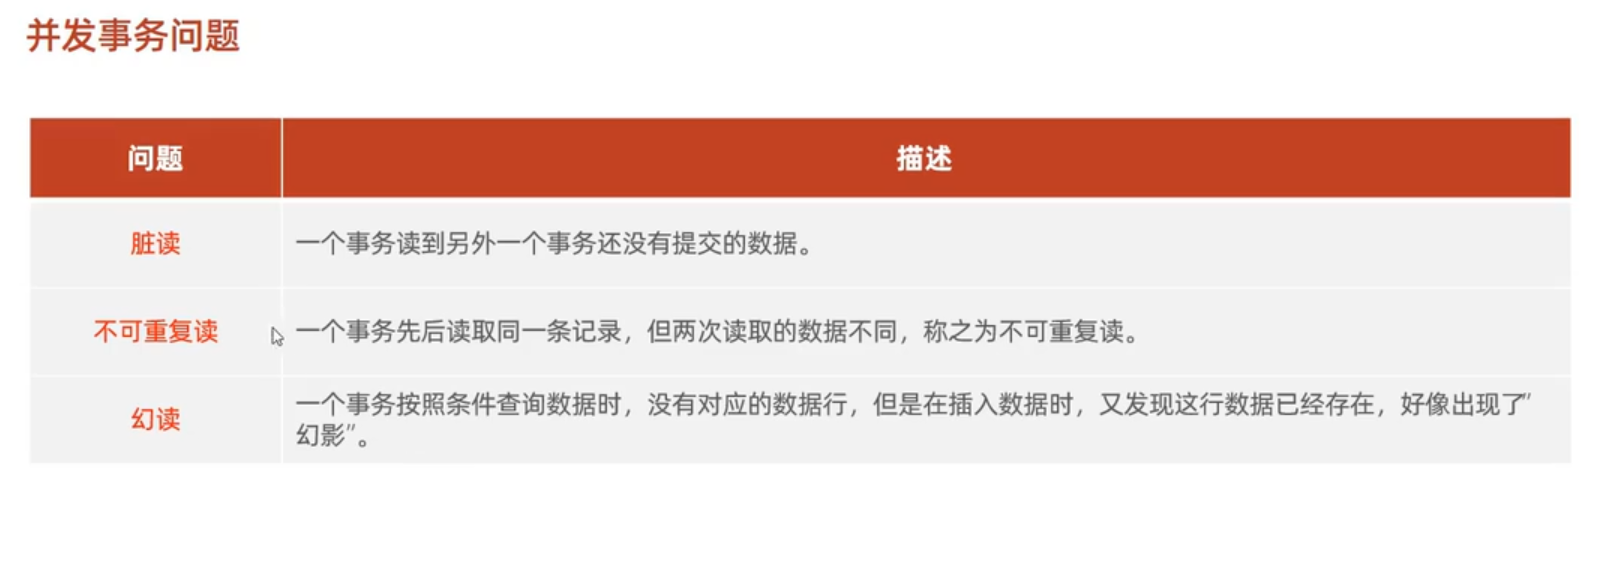 并发事务问题
问题
描述
脏读
一个事务读到另外一个事务还没有提交的数据。
不可重复读
一个事务先后读取同一条记录，但两次读取的数据不同，称之为不可重复读。
幻读
一个事务按照条件查询数据时，没有对应的数据行，但是在插入数据时，又发现这行数据已经存在，好像出现了"
幻影"。